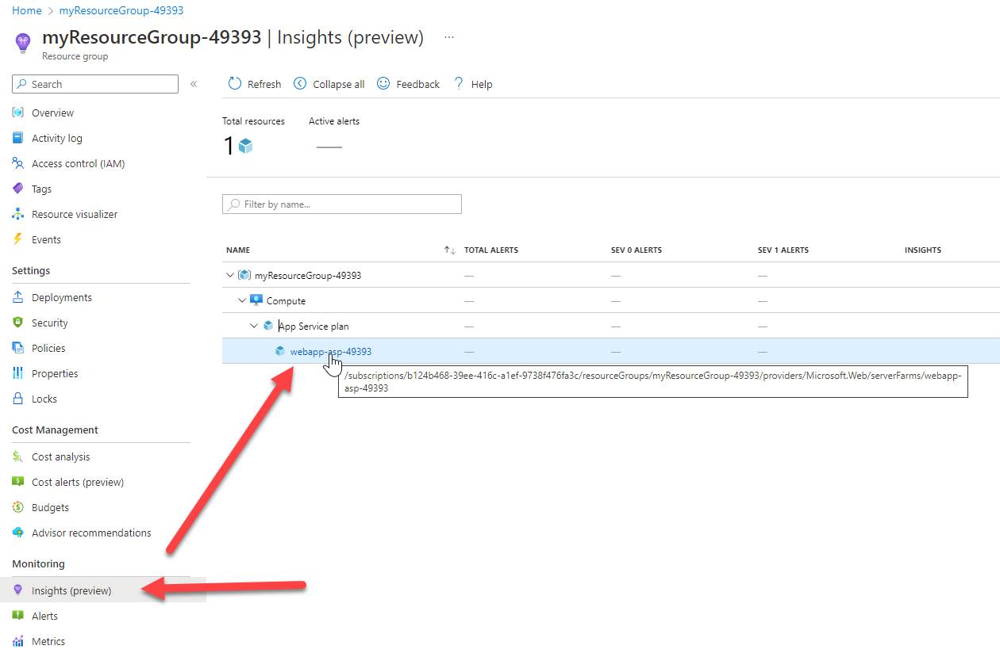 Home > myResourceGroup-49393
myResourceGroup-49393 | Insights (preview) ...
Resource group
Search «
Refresh Collapse all Feedback ? Help
Overview
Activity log
Access control (IAM)
Tags
Resource visualizer
Events
Settings
Deployments
Security
Policies
Properties
Locks
Cost Management
Cost analysis
Cost alerts (preview)
Budgets
Advisor recommendations
Monitoring
Insights (preview)
Alerts
Metrics
Total resources Active alerts
1 —
Filter by name...
NAME ↑↓ TOTAL ALERTS SEV 0 ALERTS SEV 1 ALERTS INSIGHTS
myResourceGroup-49393 — — —
Compute — — —
App Service plan — — —
webapp-asp-49393 — — —
/subscriptions/b124b468-39ee-416c-a1ef-9738f476fa3c/resourceGroups/myResourceGroup-49393/providers/Microsoft.Web/serverFarms/webapp-
asp-49393